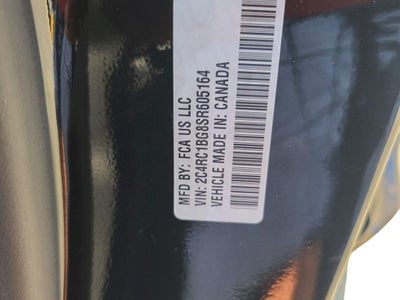 MFD BY: FCA US LLC
VIN: 2C4RC1BG8SR605164
VEHICLE MADE IN: CANADA